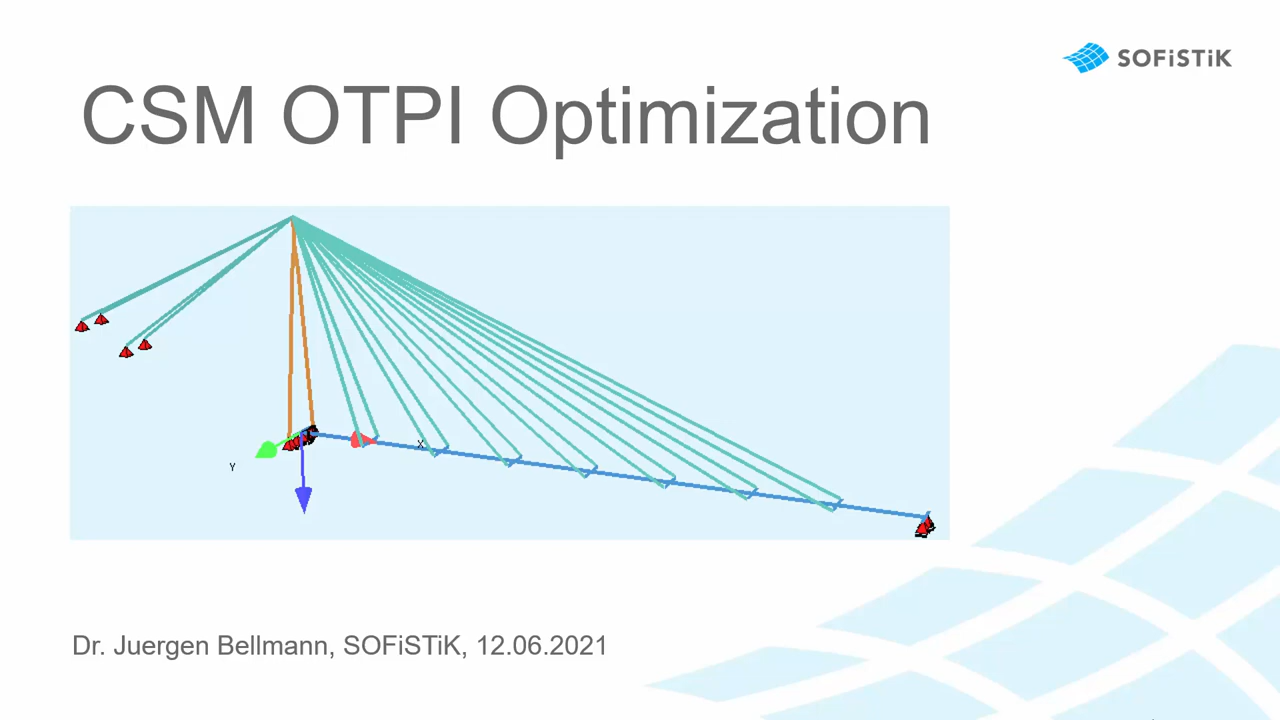 SOFiSTiK
CSM OTPI Optimization
X
Y
Dr. Juergen Bellmann, SOFiSTiK, 12.06.2021